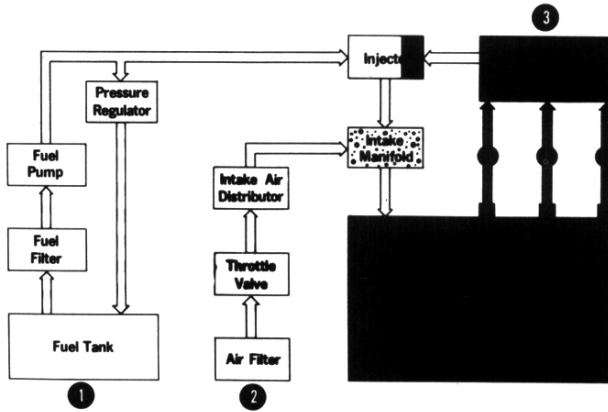 3
Injecto
Pressure
Regulator
Fuel
Pump
Intake
Manifold
Intake Air
Distributor
Fuel
Filter
Throttle
Valve
Fuel Tank
Air Filter
1
2